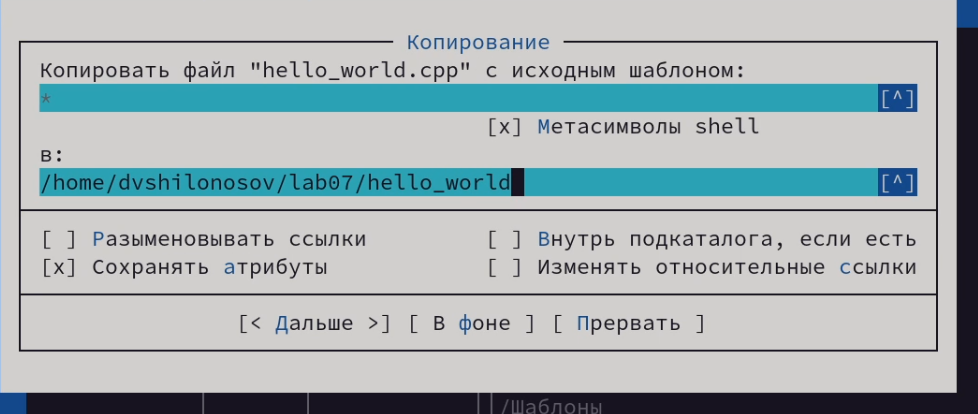 Копирование
Копировать файл "hello_world.cpp" с исходным шаблоном:
* [^]
[x] Метасимволы shell
в:
/home/dvshilonosov/lab07/hello_world [^]
[ ] Разыменовывать ссылки [ ] Внутрь подкаталога, если есть
[x] Сохранять атрибуты [ ] Изменять относительные ссылки
[< Дальше >] [ В фоне ] [ Прервать ]
/Шаблоны